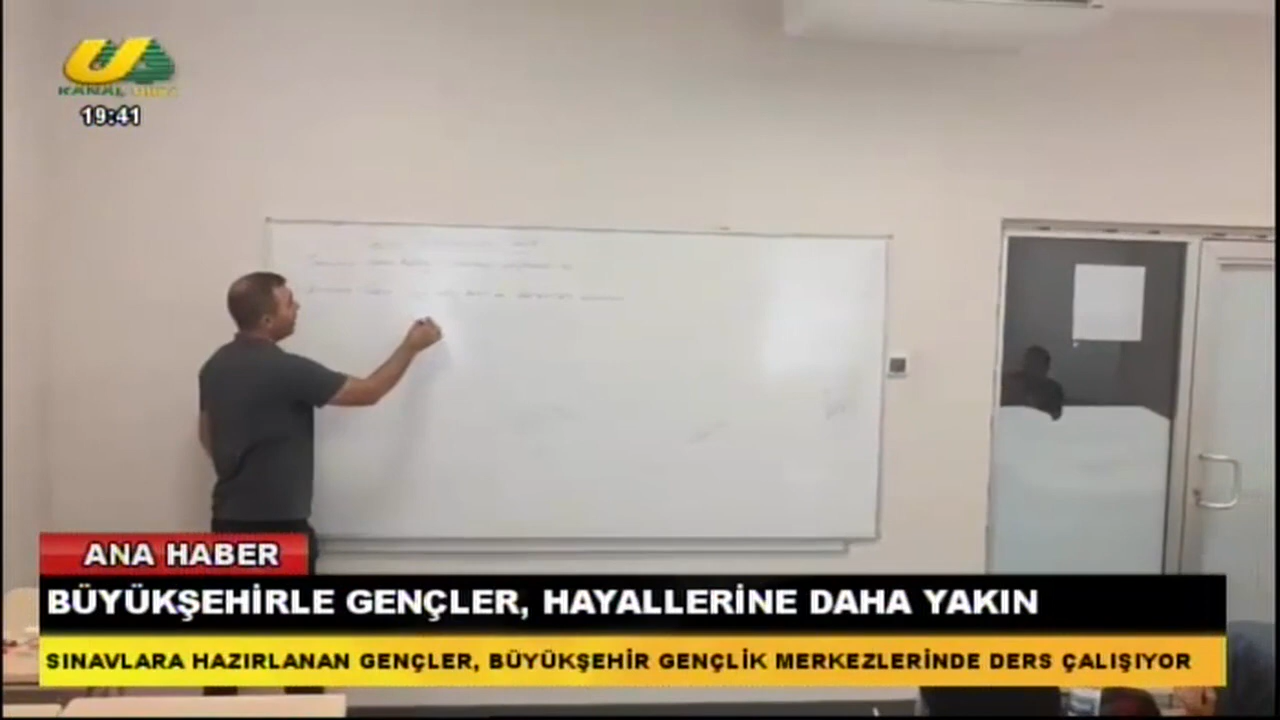 KANAL
19:41
ANA HABER
BÜYÜKŞEHİRLE GENÇLER, HAYALLERİNE DAHA YAKIN
SINAVLARA HAZIRLANAN GENÇLER, BÜYÜKŞEHİR GENÇLİK MERKEZLERİNDE DERS ÇALIŞIYOR